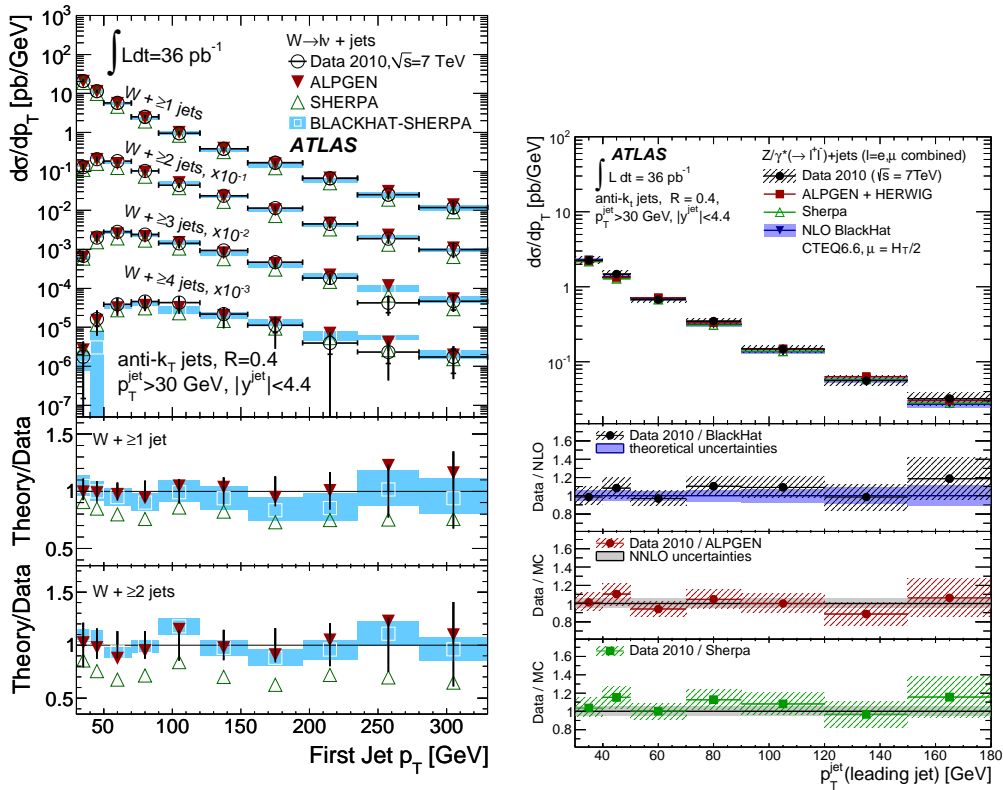 dσ/dp_T [pb/GeV]
10^3
10^2
10
1
10^-1
10^-2
10^-3
10^-4
10^-5
10^-6
10^-7
∫ Ldt=36 pb^-1
W→lν + jets
Data 2010,√s=7 TeV
ALPGEN
SHERPA
BLACKHAT-SHERPA
ATLAS
W + ≥1 jets
W + ≥2 jets, x10^-1
W + ≥3 jets, x10^-2
W + ≥4 jets, x10^-3
anti-k_T jets, R=0.4
p_T^jet>30 GeV, |y^jet|<4.4
Theory/Data
1.5
1
0.5
W + ≥1 jet
Theory/Data
1.5
1
0.5
W + ≥2 jets
50 100 150 200 250 300
First Jet p_T [GeV]
dσ/dp_T [pb/GeV]
10^2
10
1
10^-1
∫ L dt = 36 pb^-1
ATLAS
anti-k_t jets, R = 0.4,
p_T^jet>30 GeV, |y^jet|<4.4
Z/γ*(→ l^+l^-)+jets (l=e,μ combined)
Data 2010 (√s = 7TeV)
ALPGEN + HERWIG
Sherpa
NLO BlackHat
CTEQ6.6, μ = H_T/2
Data / NLO
1.6
1.4
1.2
1
0.8
Data 2010 / BlackHat
theoretical uncertainties
Data / MC
1.6
1.4
1.2
1
0.8
Data 2010 / ALPGEN
NNLO uncertainties
Data / MC
1.6
1.4
1.2
1
0.8
Data 2010 / Sherpa
40 60 80 100 120 140 160 180
p_T^jet (leading jet) [GeV]